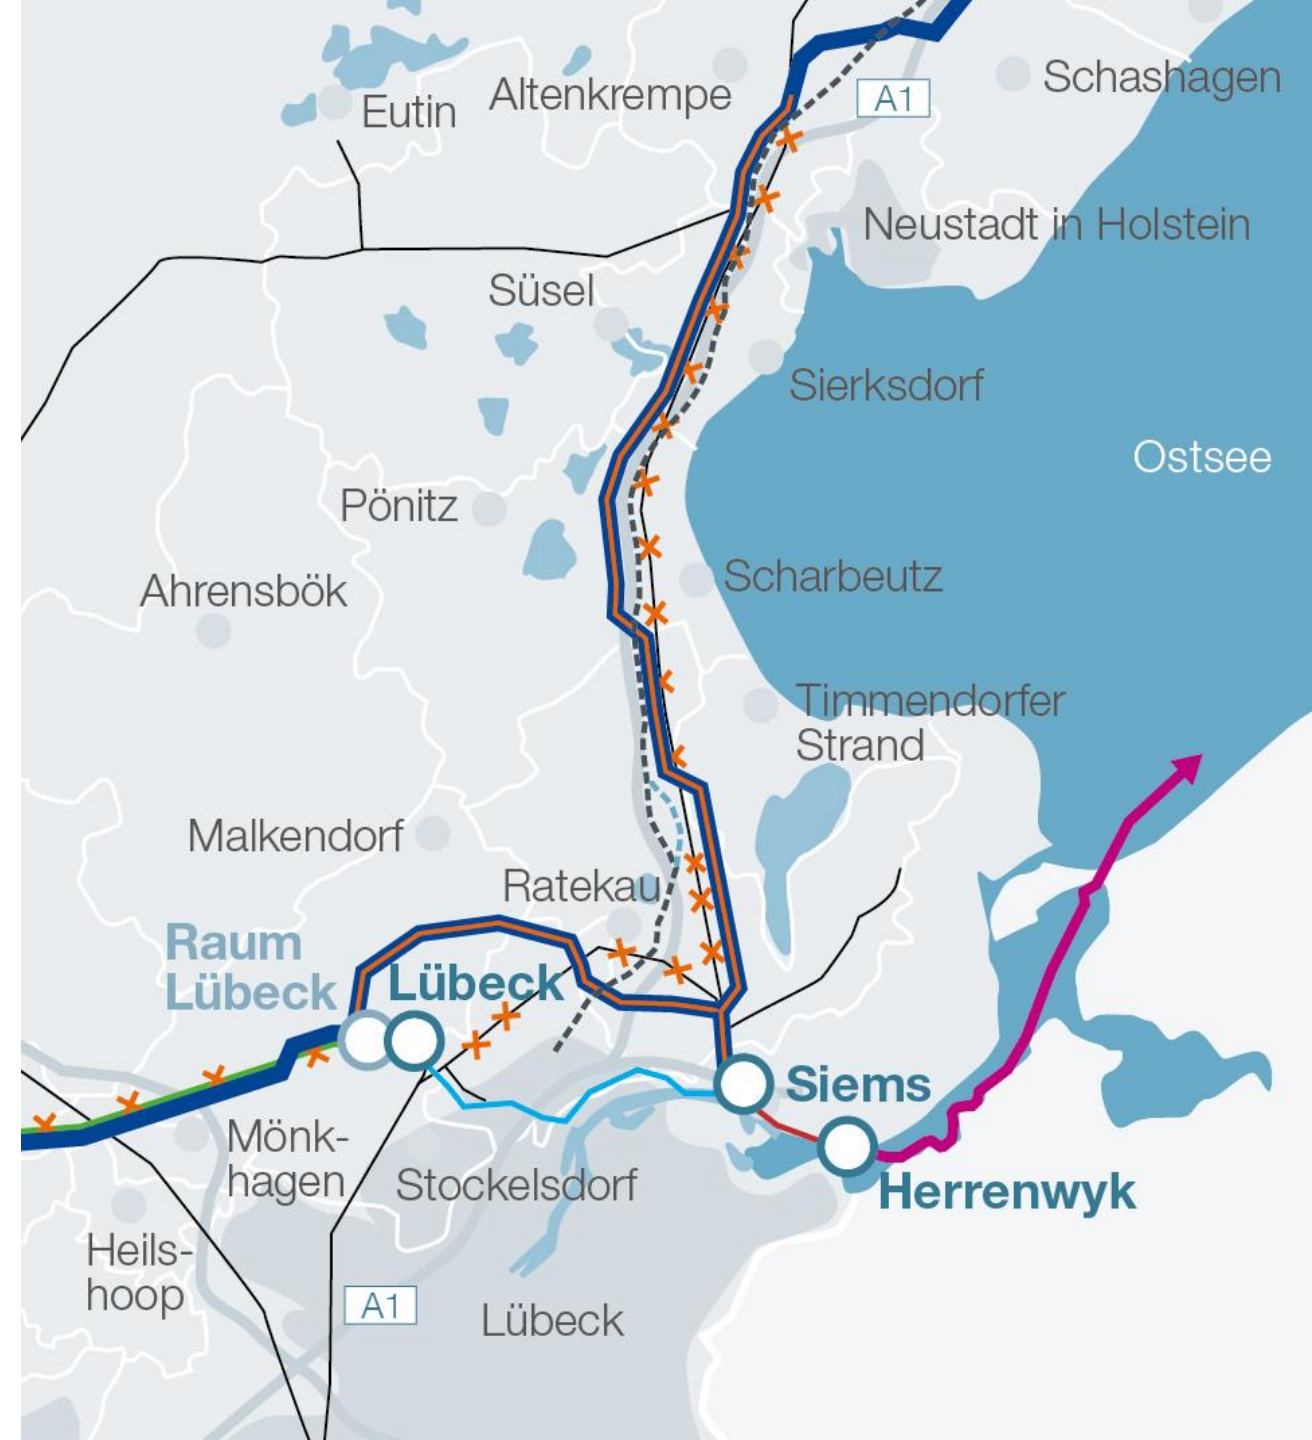 Schashagen
Altenkrempe
A1
Eutin
Neustadt in Holstein
Süsel
Sierksdorf
Ostsee
Pönitz
Scharbeutz
Ahrensbök
Timmendorfer
Strand
Malkendorf
Ratekau
Raum
Lübeck
Lübeck
Siems
Mönk-
hagen
Stockelsdorf
Herrenwyk
Heils-
hoop
A1
Lübeck